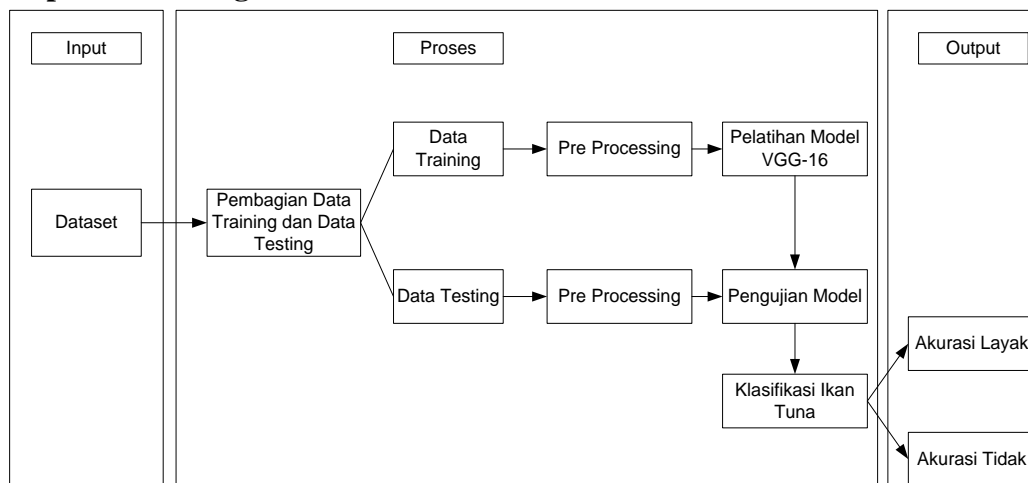 Input
Proses
Output
Data
Training
Pre Processing
Pelatihan Model
VGG-16
Dataset
Pembagian Data
Training dan Data
Testing
Data Testing
Pre Processing
Pengujian Model
Klasifikasi Ikan
Tuna
Akurasi Layak
Akurasi Tidak